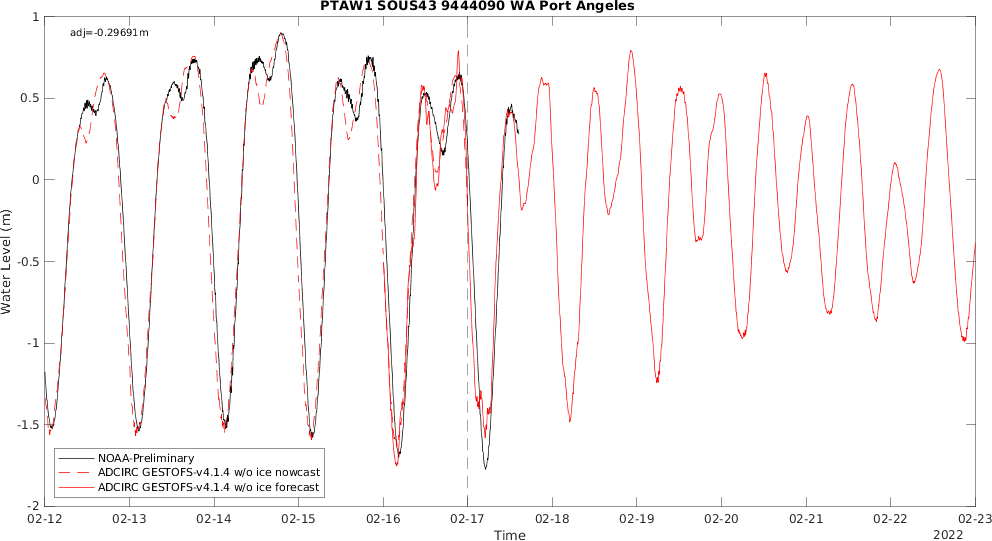 PTAW1 SOUS43 9444090 WA Port Angeles
adj=-0.29691m
1
0.5
0
-0.5
-1
-1.5
-2
Water Level (m)
NOAA-Preliminary
ADCIRC GESTOFS-v4.1.4 w/o ice nowcast
ADCIRC GESTOFS-v4.1.4 w/o ice forecast
02-12 02-13 02-14 02-15 02-16 02-17 02-18 02-19 02-20 02-21 02-22 02-23
Time
2022